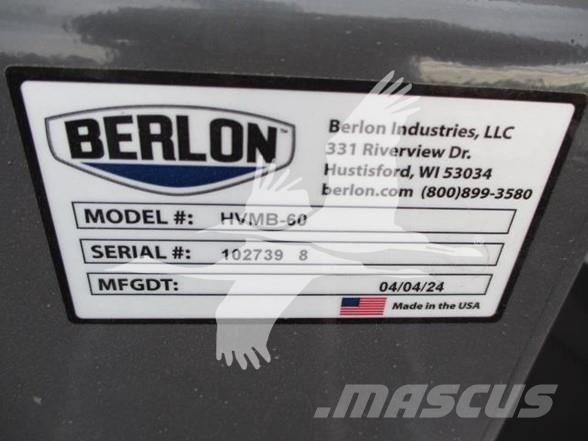 BERLON™
Berlon Industries, LLC
331 Riverview Dr.
Hustisford, WI 53034
berlon.com (800)899-3580
MODEL #: HVMB-60
SERIAL #: 102739 8
MFGDT: 04/04/24
Made in the USA
MASCUS